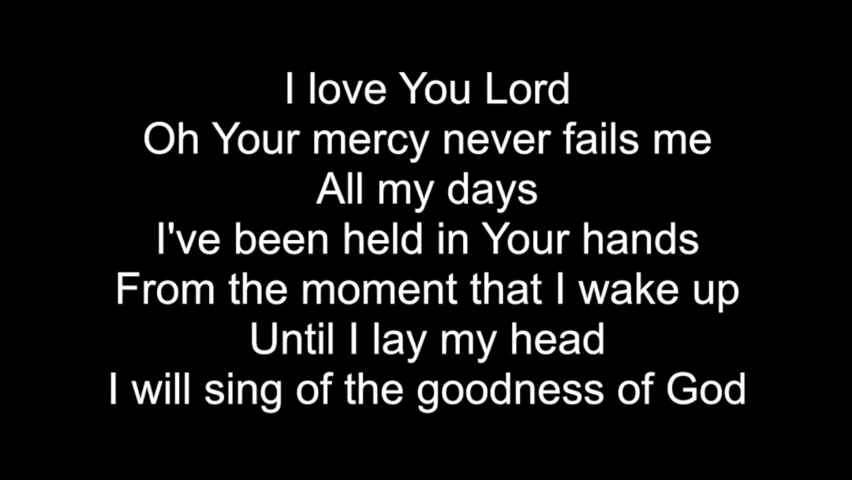 I love You Lord
Oh Your mercy never fails me
All my days
I've been held in Your hands
From the moment that I wake up
Until I lay my head
I will sing of the goodness of God